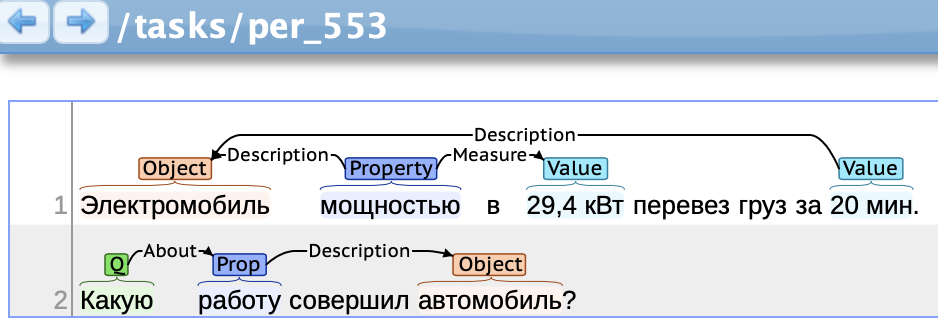 /tasks/per_553
Description
Description Measure
Object Property Value Value
1 Электромобиль мощностью в 29,4 кВт перевез груз за 20 мин.
About Description
Q Prop Object
2 Какую работу совершил автомобиль?